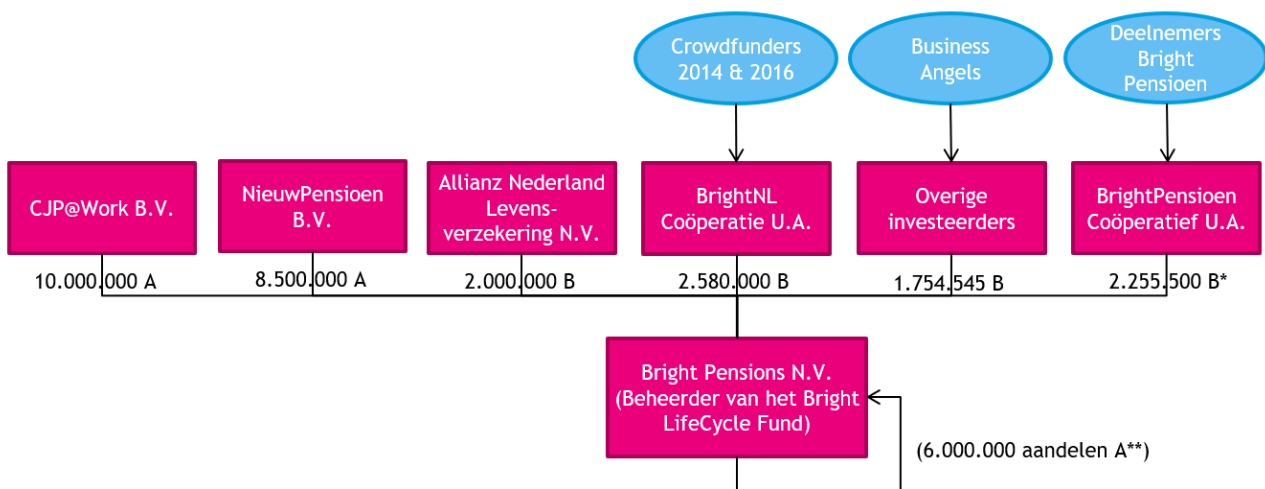 Crowdfunders
2014 & 2016
Business
Angels
Deelnemers
Bright
Pensioen
CJP@Work B.V.
NieuwPensioen
B.V.
Allianz Nederland
Levens-
verzekering N.V.
BrightNL
Coöperatie U.A.
Overige
investeerders
BrightPensioen
Coöperatief U.A.
10.000.000 A
8.500.000 A
2.000.000 B
2.580.000 B
1.754.545 B
2.255.500 B*
Bright Pensions N.V.
(Beheerder van het Bright
LifeCycle Fund)
(6.000.000 aandelen A**)